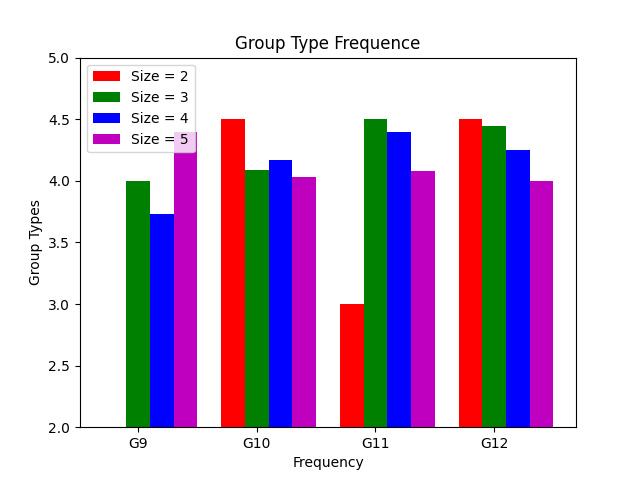 Group Type Frequence
5.0
4.5
4.0
3.5
3.0
2.5
2.0
Group Types
Size = 2
Size = 3
Size = 4
Size = 5
G9 G10 G11 G12
Frequency